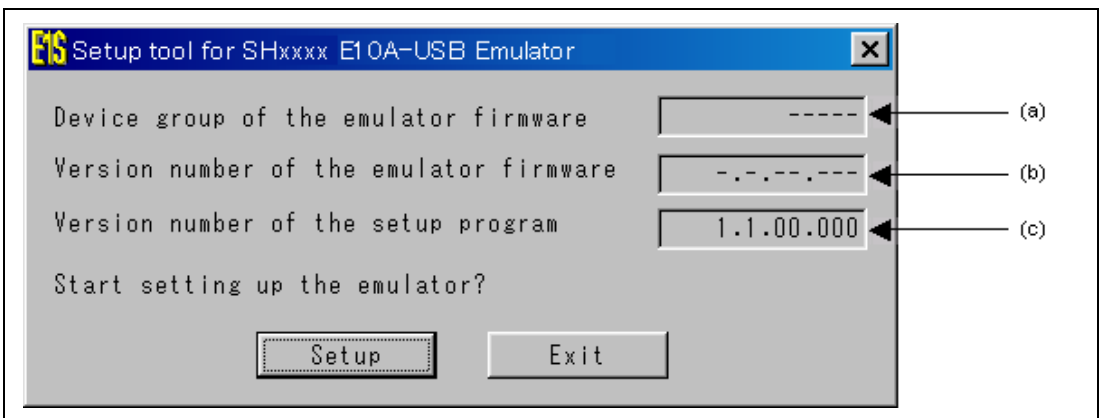 E1S Setup tool for SHxxxx E10A-USB Emulator
Device group of the emulator firmware ----- (a)
Version number of the emulator firmware -.-.--.--- (b)
Version number of the setup program 1.1.00.000 (c)
Start setting up the emulator?
Setup Exit